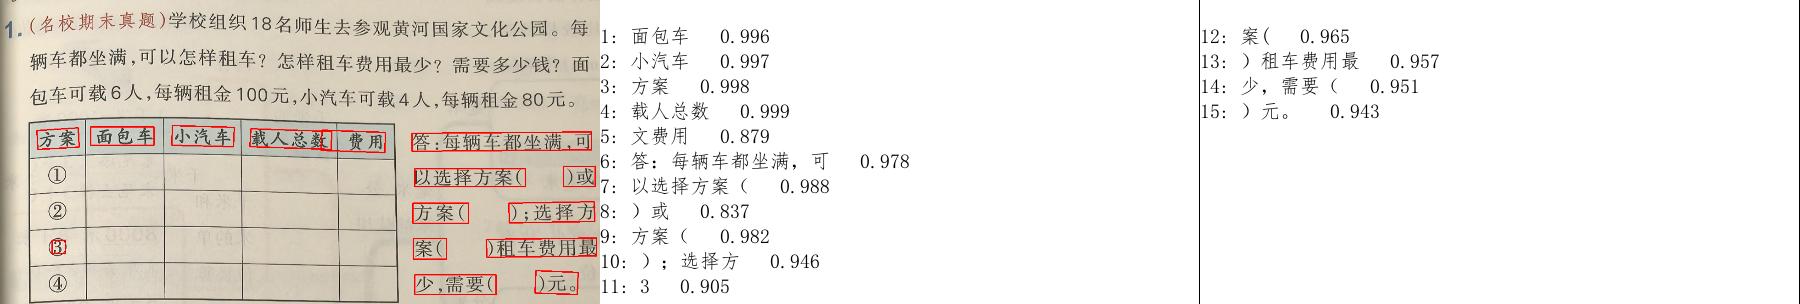 1.(名校期末真题)学校组织18名师生去参观黄河国家文化公园。每
辆车都坐满,可以怎样租车?怎样租车费用最少?需要多少钱?面
包车可载6人,每辆租金100元,小汽车可载4人,每辆租金80元。
方案 面包车 小汽车 载人总数 费用
①
②
③
④
答:每辆车都坐满,可
以选择方案( )或
方案( );选择方
案( )租车费用最
少,需要( )元。
1: 面包车 0.996
2: 小汽车 0.997
3: 方案 0.998
4: 载人总数 0.999
5: 文费用 0.879
6: 答: 每辆车都坐满, 可 0.978
7: 以选择方案( 0.988
8: )或 0.837
9: 方案( 0.982
10: ); 选择方 0.946
11: 3 0.905
12: 案( 0.965
13: )租车费用最 0.957
14: 少, 需要( 0.951
15: )元。 0.943